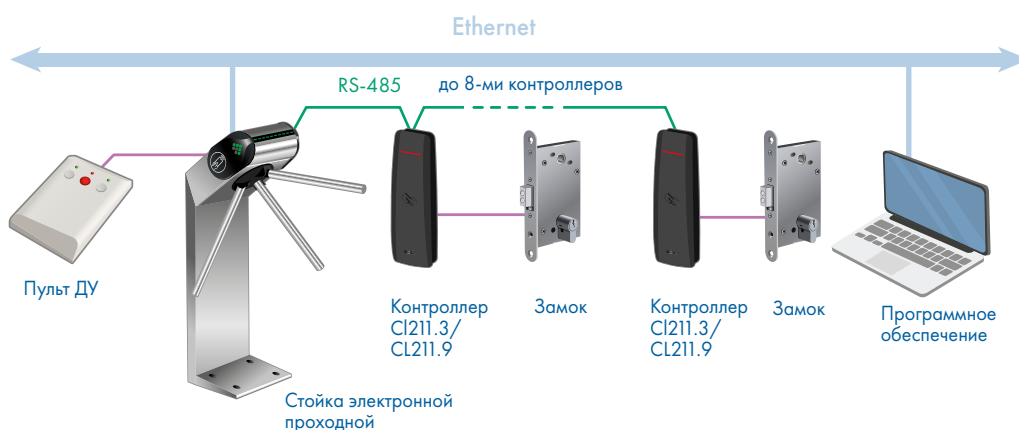 Ethernet
RS-485
до 8-ми контроллеров
Пульт ДУ
Контроллер
Cl211.3/
CL211.9
Замок
Контроллер
Cl211.3/
CL211.9
Замок
Программное
обеспечение
Стойка электронной
проходной